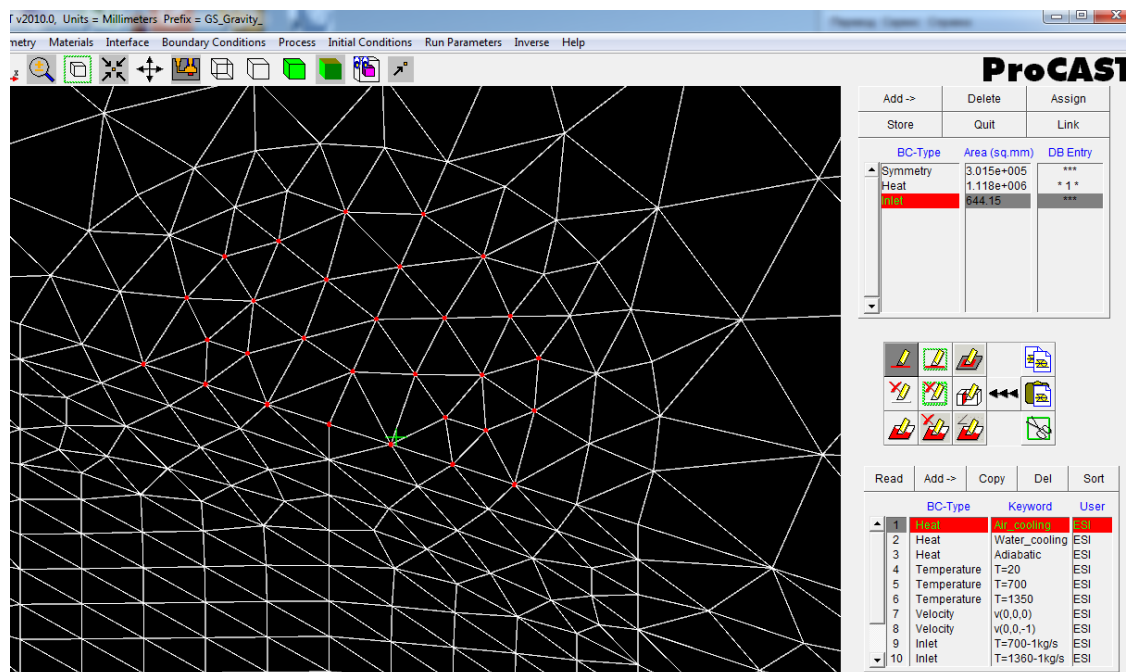 T v2010.0, Units = Millimeters Prefix = GS_Gravity_
metry Materials Interface Boundary Conditions Process Initial Conditions Run Parameters Inverse Help
ProCAST
Add -> Delete Assign
Store Quit Link
BC-Type Area (sq.mm) DB Entry
Symmetry 3.015e+005 ***
Heat 1.118e+006 * 1 *
Inlet 644.15 ***
Read Add -> Copy Del Sort
BC-Type Keyword User
1 Heat Air_cooling ESI
2 Heat Water_cooling ESI
3 Heat Adiabatic ESI
4 Temperature T=20 ESI
5 Temperature T=700 ESI
6 Temperature T=1350 ESI
7 Velocity v(0,0,0) ESI
8 Velocity v(0,0,-1) ESI
9 Inlet T=700-1kg/s ESI
10 Inlet T=1360-1kg/s ESI